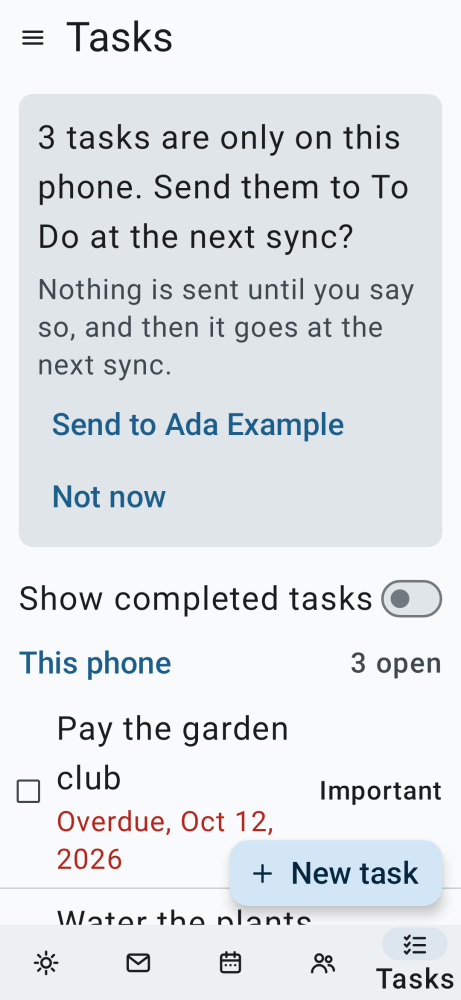 Tasks
3 tasks are only on this
phone. Send them to To
Do at the next sync?
Nothing is sent until you say
so, and then it goes at the
next sync.
Send to Ada Example
Not now
Show completed tasks
This phone
3 open
Pay the garden
club
Important
Overdue, Oct 12,
2026
+ New task
Water the plants
Tasks